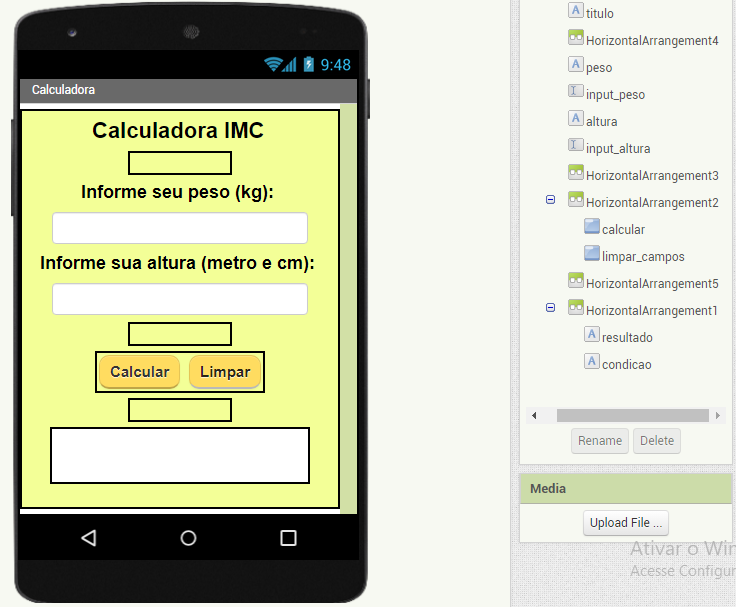 9:48
Calculadora
Calculadora IMC
Informe seu peso (kg):
Informe sua altura (metro e cm):
Calcular Limpar
A titulo
HorizontalArrangement4
A peso
input_peso
A altura
input_altura
HorizontalArrangement3
HorizontalArrangement2
calcular
limpar_campos
HorizontalArrangement5
HorizontalArrangement1
A resultado
A condicao
Rename Delete
Media
Upload File ...
Ativar o Win
Acesse Configur